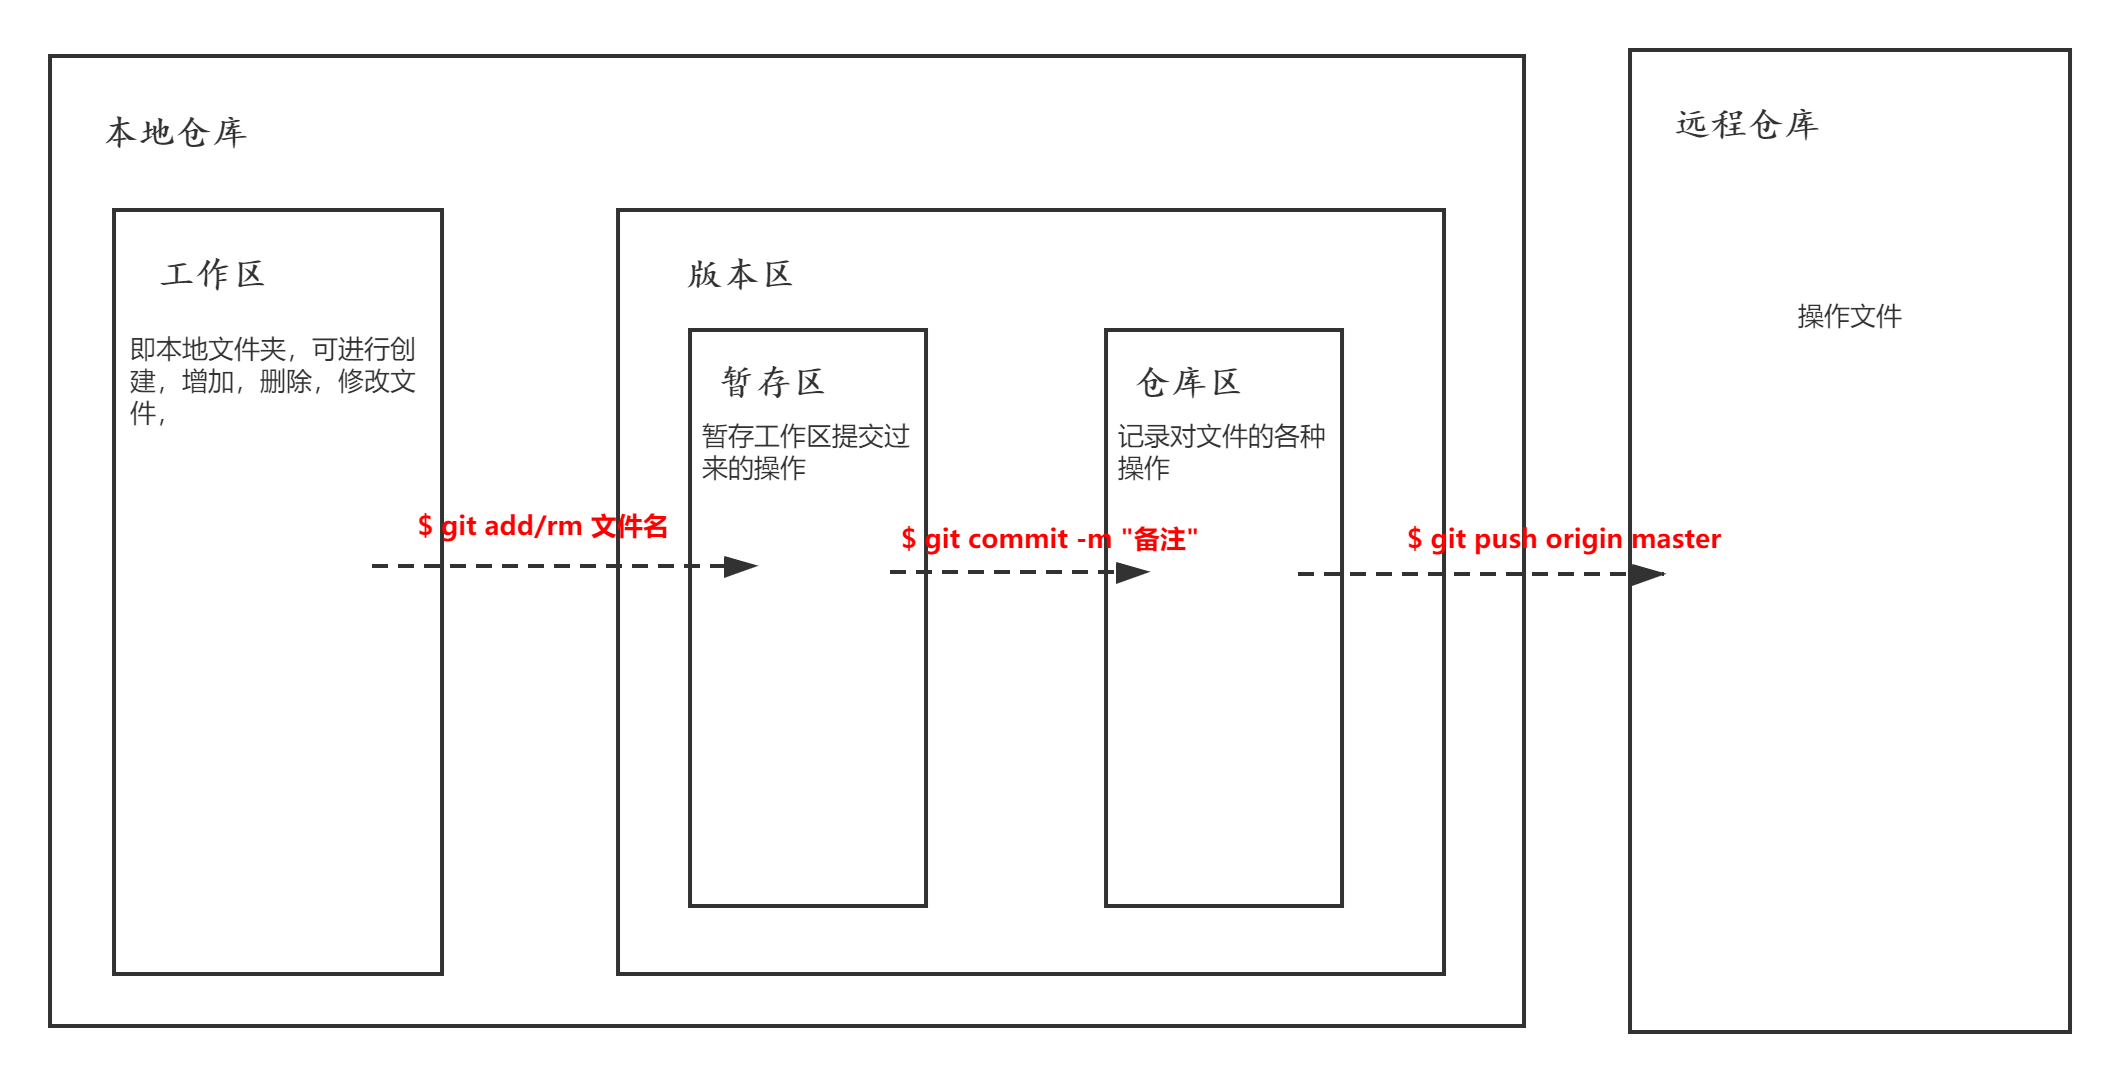 本地仓库
远程仓库
工作区
即本地文件夹，可进行创
建，增加，删除，修改文
件，
版本区
暂存区
暂存工作区提交过
来的操作
仓库区
记录对文件的各种
操作
操作文件
$ git add/rm 文件名
$ git commit -m "备注"
$ git push origin master